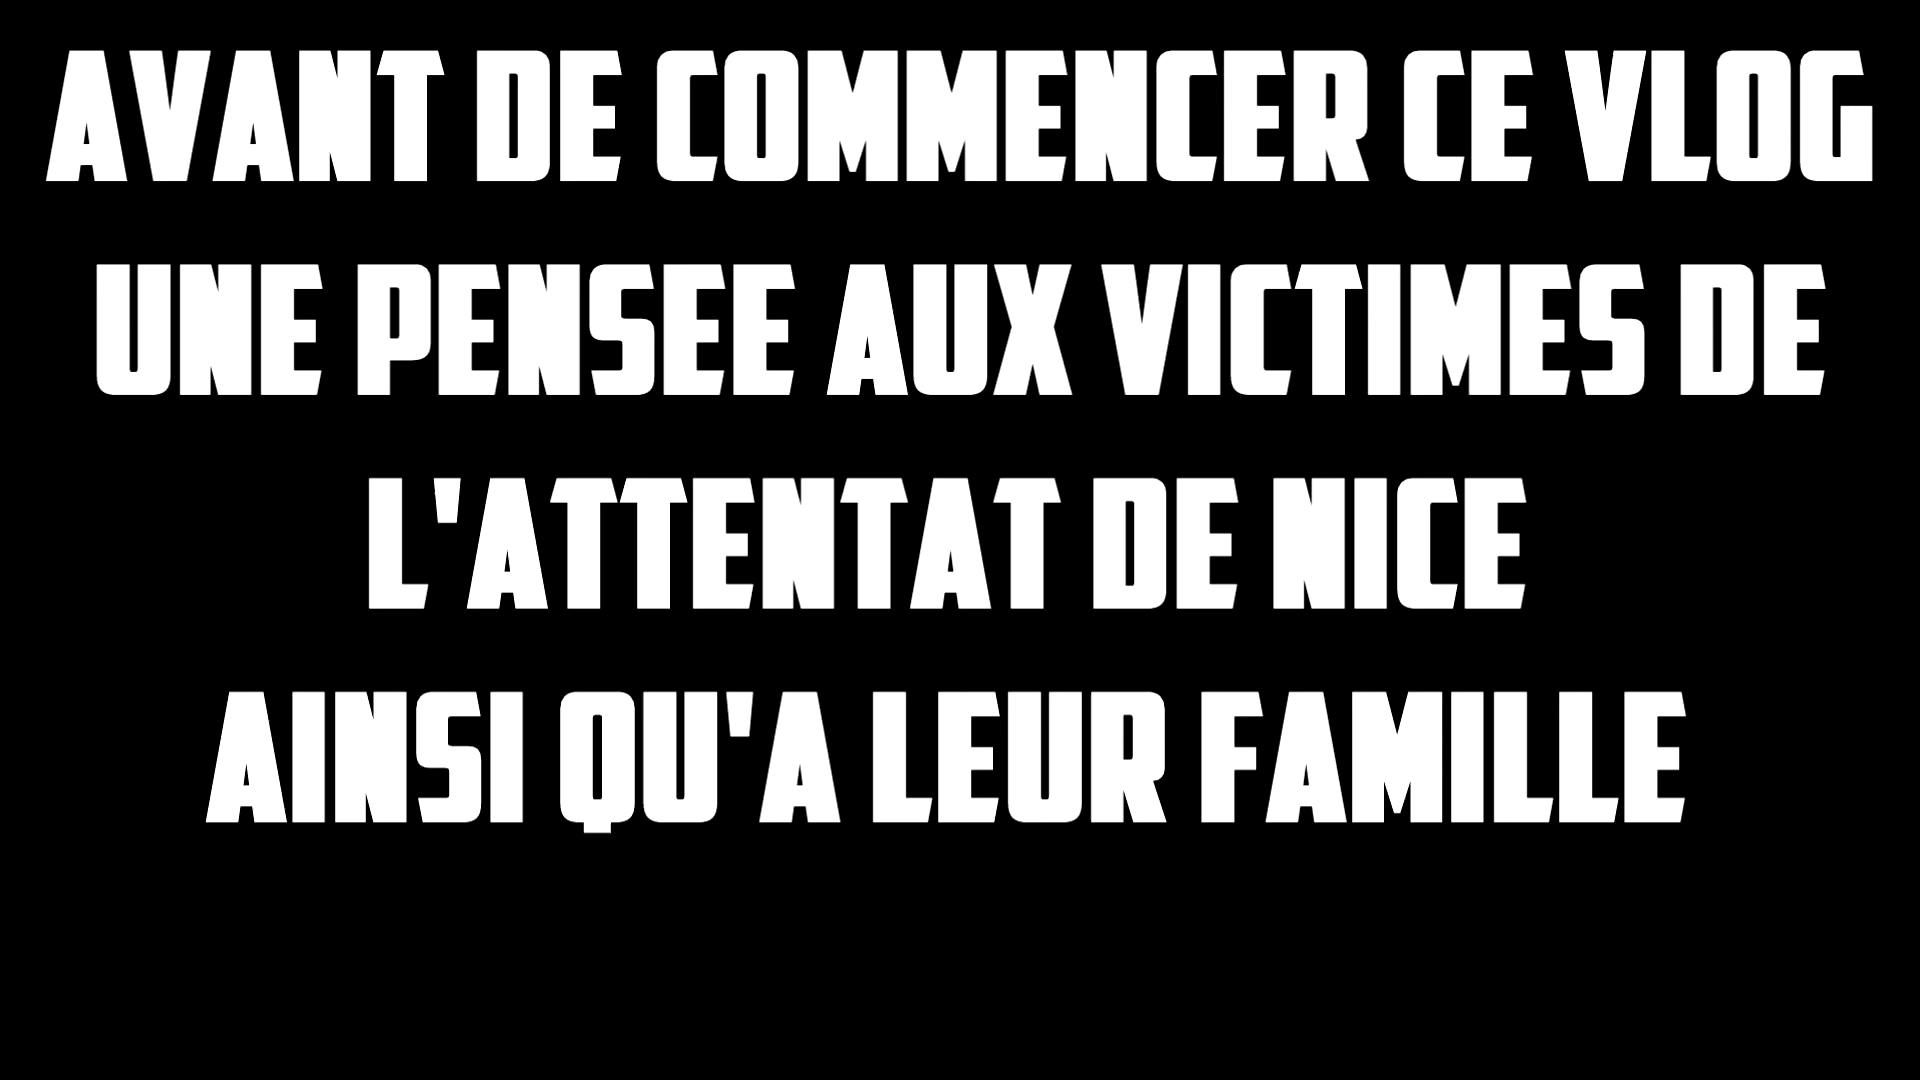 AVANT DE COMMENCER CE VLOG
UNE PENSEE AUX VICTIMES DE
L'ATTENTAT DE NICE
AINSI QU'A LEUR FAMILLE